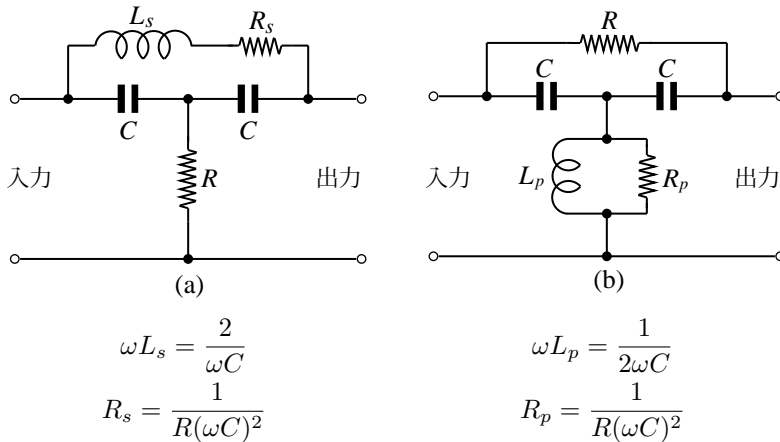 L_s
R_s
R
C
C
C
C
R
L_p
R_p
入力
出力
入力
出力
(a)
(b)
ωL_s = 2/ωC
R_s = 1/R(ωC)^2
ωL_p = 1/2ωC
R_p = 1/R(ωC)^2